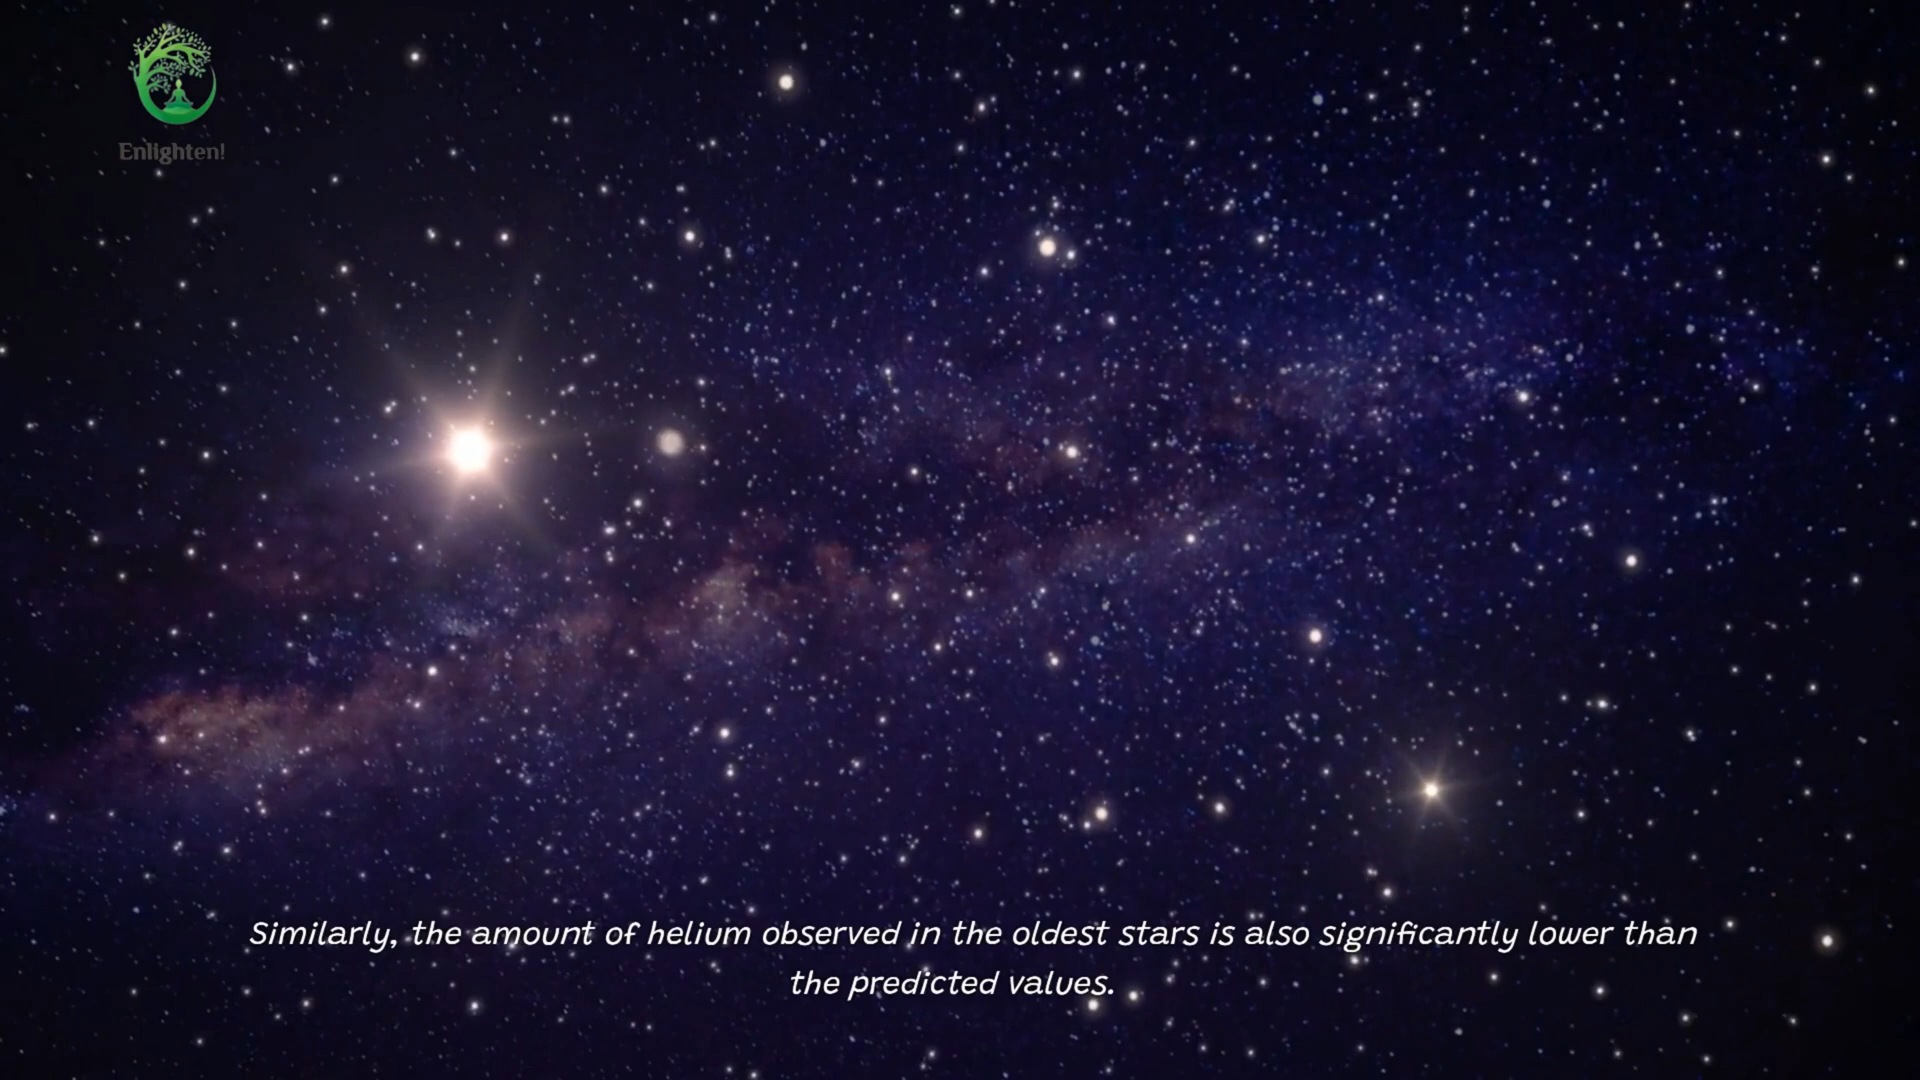 Enlighten!
Similarly, the amount of helium observed in the oldest stars is also significantly lower than
the predicted values.